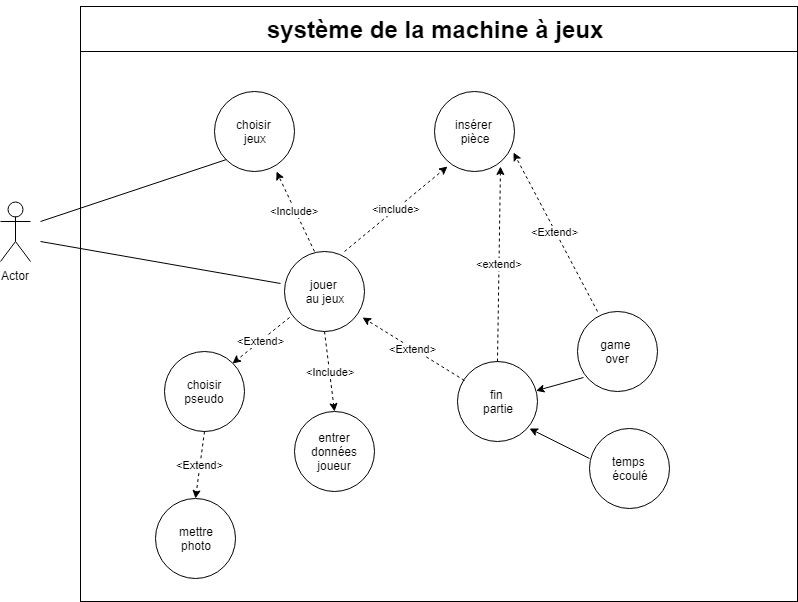 système de la machine à jeux
choisir
jeux
insérer
pièce
<Include>
<include>
<Extend>
Actor
<extend>
jouer
au jeux
<Extend>
<Extend>
game
over
<Include>
choisir
pseudo
fin
partie
entrer
données
joueur
<Extend>
temps
écoulé
mettre
photo